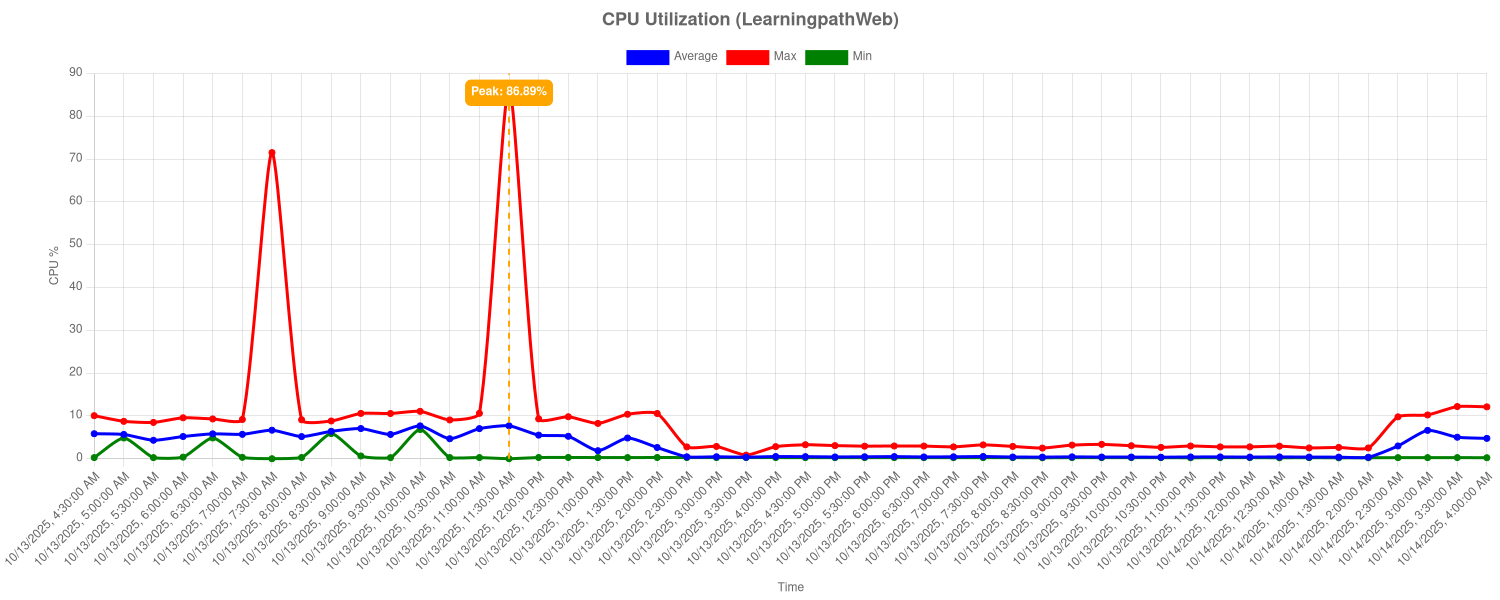 CPU Utilization (LearningpathWeb)
Average Max Min
90
Peak: 86.89%
80
70
60
50
40
30
20
10
0
CPU %
10/13/2025, 4:30:00 AM
10/13/2025, 5:00:00 AM
10/13/2025, 5:30:00 AM
10/13/2025, 6:00:00 AM
10/13/2025, 6:30:00 AM
10/13/2025, 7:00:00 AM
10/13/2025, 7:30:00 AM
10/13/2025, 8:00:00 AM
10/13/2025, 8:30:00 AM
10/13/2025, 9:00:00 AM
10/13/2025, 9:30:00 AM
10/13/2025, 10:00:00 AM
10/13/2025, 10:30:00 AM
10/13/2025, 11:00:00 AM
10/13/2025, 11:30:00 AM
10/13/2025, 12:00:00 PM
10/13/2025, 12:30:00 PM
10/13/2025, 1:00:00 PM
10/13/2025, 1:30:00 PM
10/13/2025, 2:00:00 PM
10/13/2025, 2:30:00 PM
10/13/2025, 3:00:00 PM
10/13/2025, 3:30:00 PM
10/13/2025, 4:00:00 PM
10/13/2025, 4:30:00 PM
10/13/2025, 5:00:00 PM
10/13/2025, 5:30:00 PM
10/13/2025, 6:00:00 PM
10/13/2025, 6:30:00 PM
10/13/2025, 7:00:00 PM
10/13/2025, 7:30:00 PM
10/13/2025, 8:00:00 PM
10/13/2025, 8:30:00 PM
10/13/2025, 9:00:00 PM
10/13/2025, 9:30:00 PM
10/13/2025, 10:00:00 PM
10/13/2025, 10:30:00 PM
10/13/2025, 11:00:00 PM
10/13/2025, 11:30:00 PM
10/14/2025, 12:00:00 AM
10/14/2025, 12:30:00 AM
10/14/2025, 1:00:00 AM
10/14/2025, 1:30:00 AM
10/14/2025, 2:00:00 AM
10/14/2025, 2:30:00 AM
10/14/2025, 3:00:00 AM
10/14/2025, 3:30:00 AM
10/14/2025, 4:00:00 AM
Time